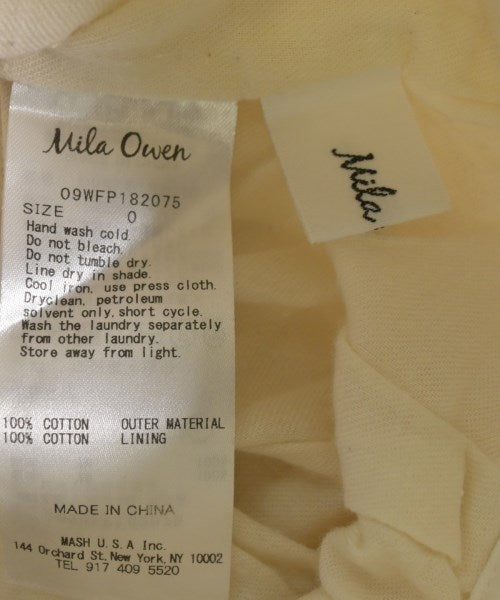 Mila Owen
Mila
09WFP182075
SIZE 0
Hand wash cold.
Do not bleach.
Do not tumble dry.
Line dry in shade.
Cool iron, use press cloth.
Dryclean, petroleum
solvent only, short cycle.
Wash the laundry separately
from other laundry.
Store away from light.
100% COTTON OUTER MATERIAL
100% COTTON LINING
MADE IN CHINA
MASH U.S.A Inc.
144 Orchard St. New York, NY 10002
TEL 917 409 5520